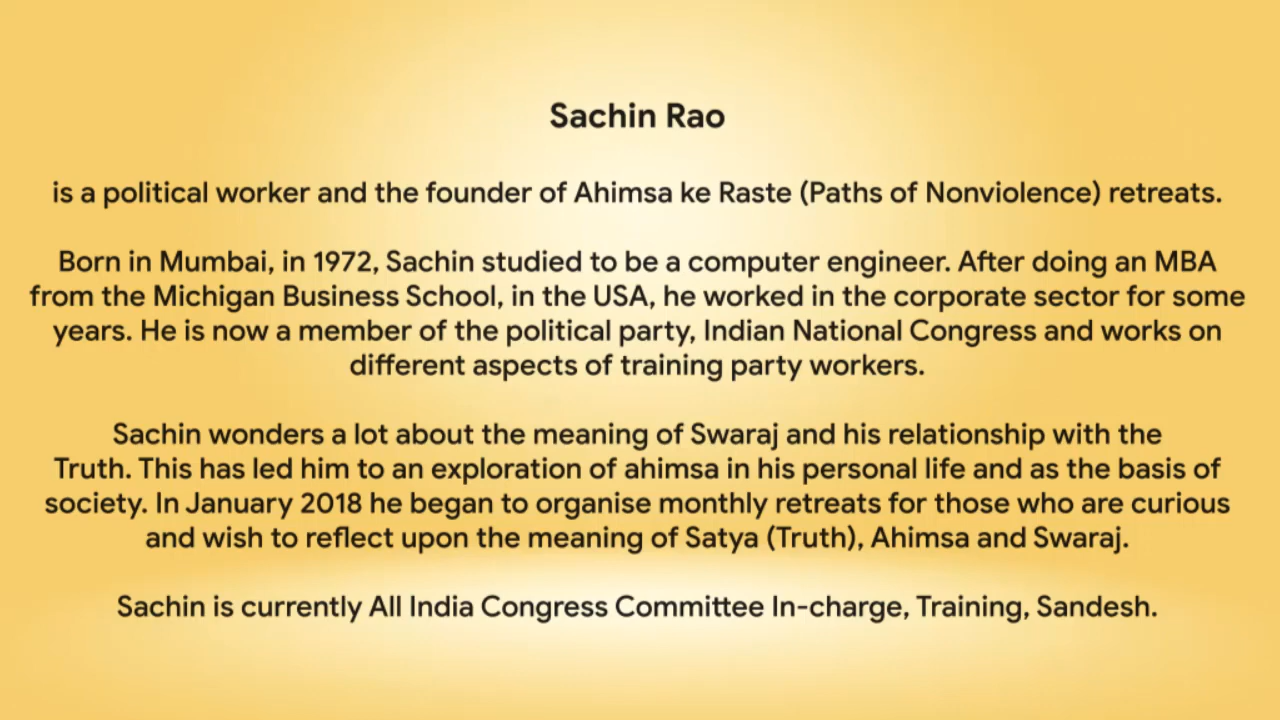 Sachin Rao
is a political worker and the founder of Ahimsa ke Raste (Paths of Nonviolence) retreats.
Born in Mumbai, in 1972, Sachin studied to be a computer engineer. After doing an MBA
from the Michigan Business School, in the USA, he worked in the corporate sector for some
years. He is now a member of the political party, Indian National Congress and works on
different aspects of training party workers.
Sachin wonders a lot about the meaning of Swaraj and his relationship with the
Truth. This has led him to an exploration of ahimsa in his personal life and as the basis of
society. In January 2018 he began to organise monthly retreats for those who are curious
and wish to reflect upon the meaning of Satya (Truth), Ahimsa and Swaraj.
Sachin is currently All India Congress Committee In-charge, Training, Sandesh.